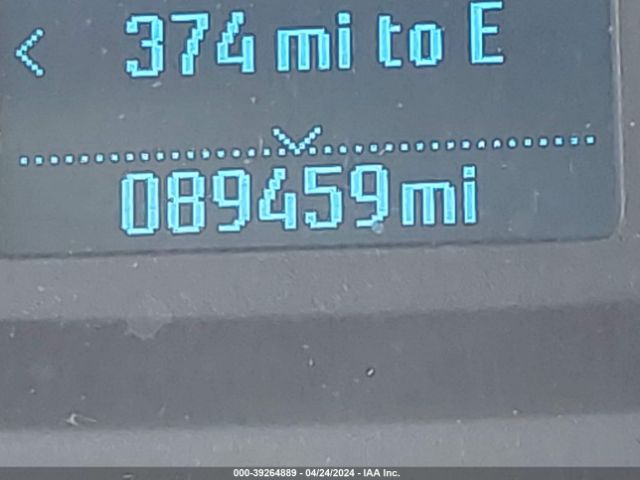 < 374 mi to E
089459 mi
000-39264889 - 04/24/2024 - IAA Inc.